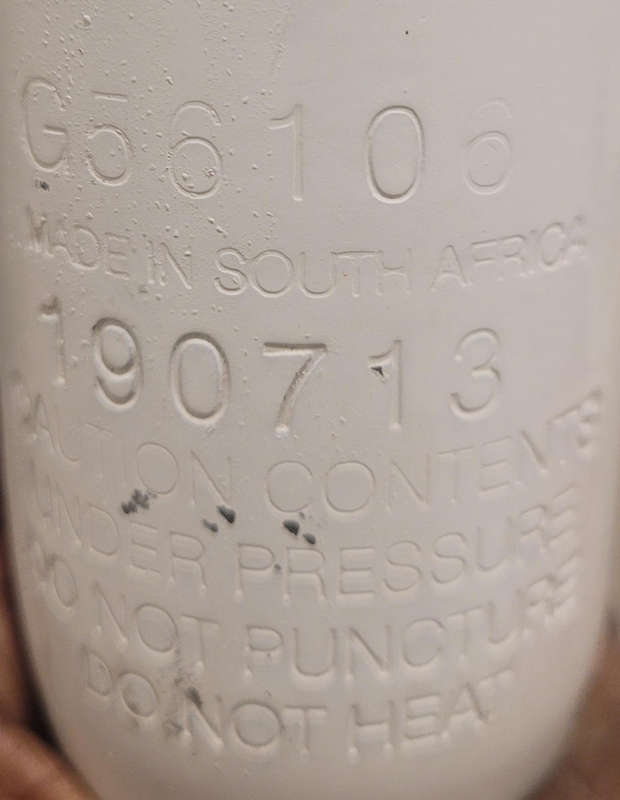 G56106
MADE IN SOUTH AFRICA
190713
CAUTION CONTENTS
UNDER PRESSURE
DO NOT PUNCTURE
DO NOT HEAT